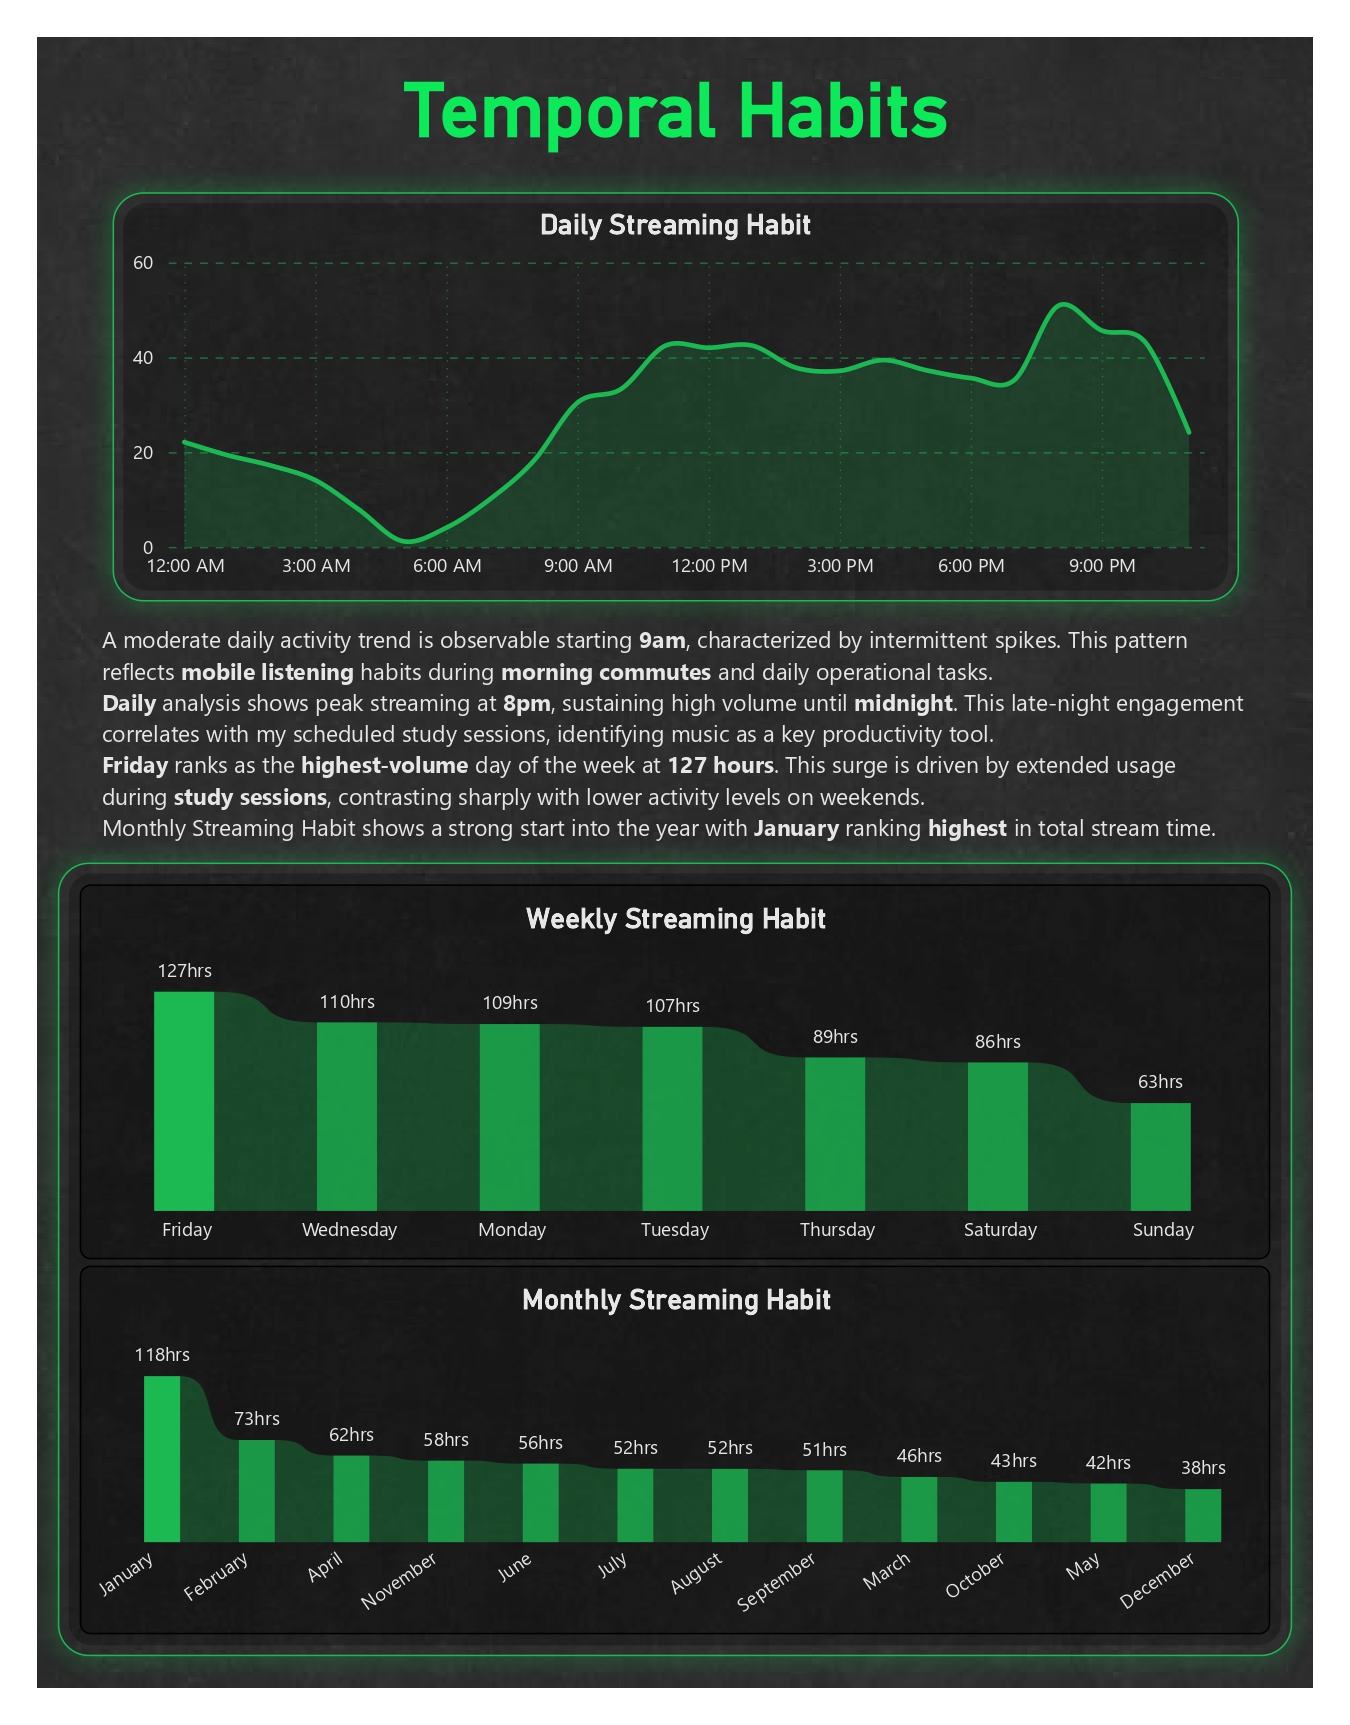 Temporal Habits
Daily Streaming Habit
60
40
20
0
12:00 AM 3:00 AM 6:00 AM 9:00 AM 12:00 PM 3:00 PM 6:00 PM 9:00 PM
A moderate daily activity trend is observable starting 9am, characterized by intermittent spikes. This pattern
reflects mobile listening habits during morning commutes and daily operational tasks.
Daily analysis shows peak streaming at 8pm, sustaining high volume until midnight. This late-night engagement
correlates with my scheduled study sessions, identifying music as a key productivity tool.
Friday ranks as the highest-volume day of the week at 127 hours. This surge is driven by extended usage
during study sessions, contrasting sharply with lower activity levels on weekends.
Monthly Streaming Habit shows a strong start into the year with January ranking highest in total stream time.
Weekly Streaming Habit
127hrs 110hrs 109hrs 107hrs 89hrs 86hrs 63hrs
Friday Wednesday Monday Tuesday Thursday Saturday Sunday
Monthly Streaming Habit
118hrs 73hrs 62hrs 58hrs 56hrs 52hrs 52hrs 51hrs 46hrs 43hrs 42hrs 38hrs
January February April November June July August September March October May December